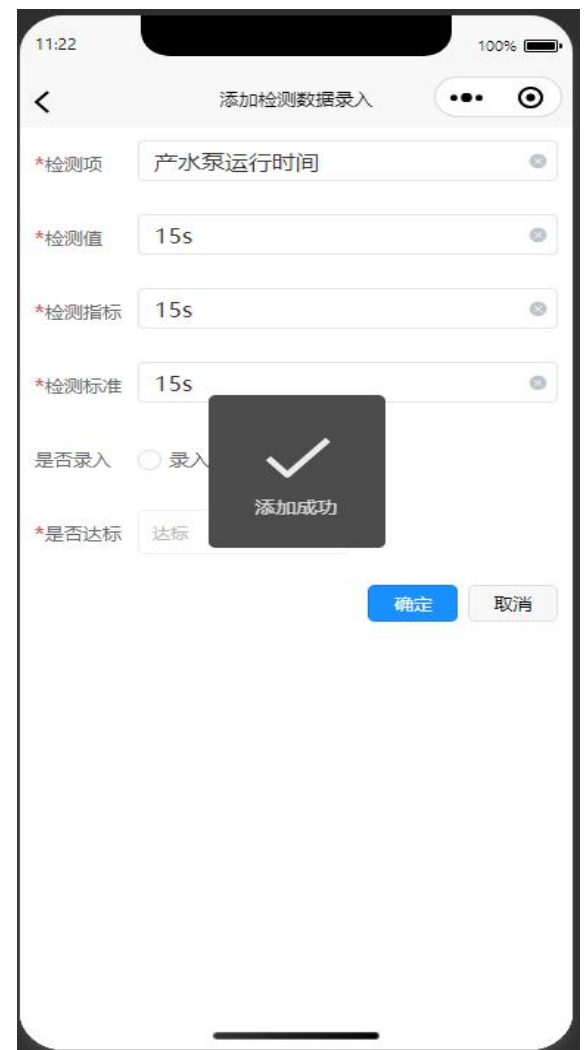 11:22
100%
添加检测数据录入
*检测项 产水泵运行时间
*检测值 15s
*检测指标 15s
*检测标准 15s
是否录入 录入
添加成功
*是否达标 达标
确定 取消